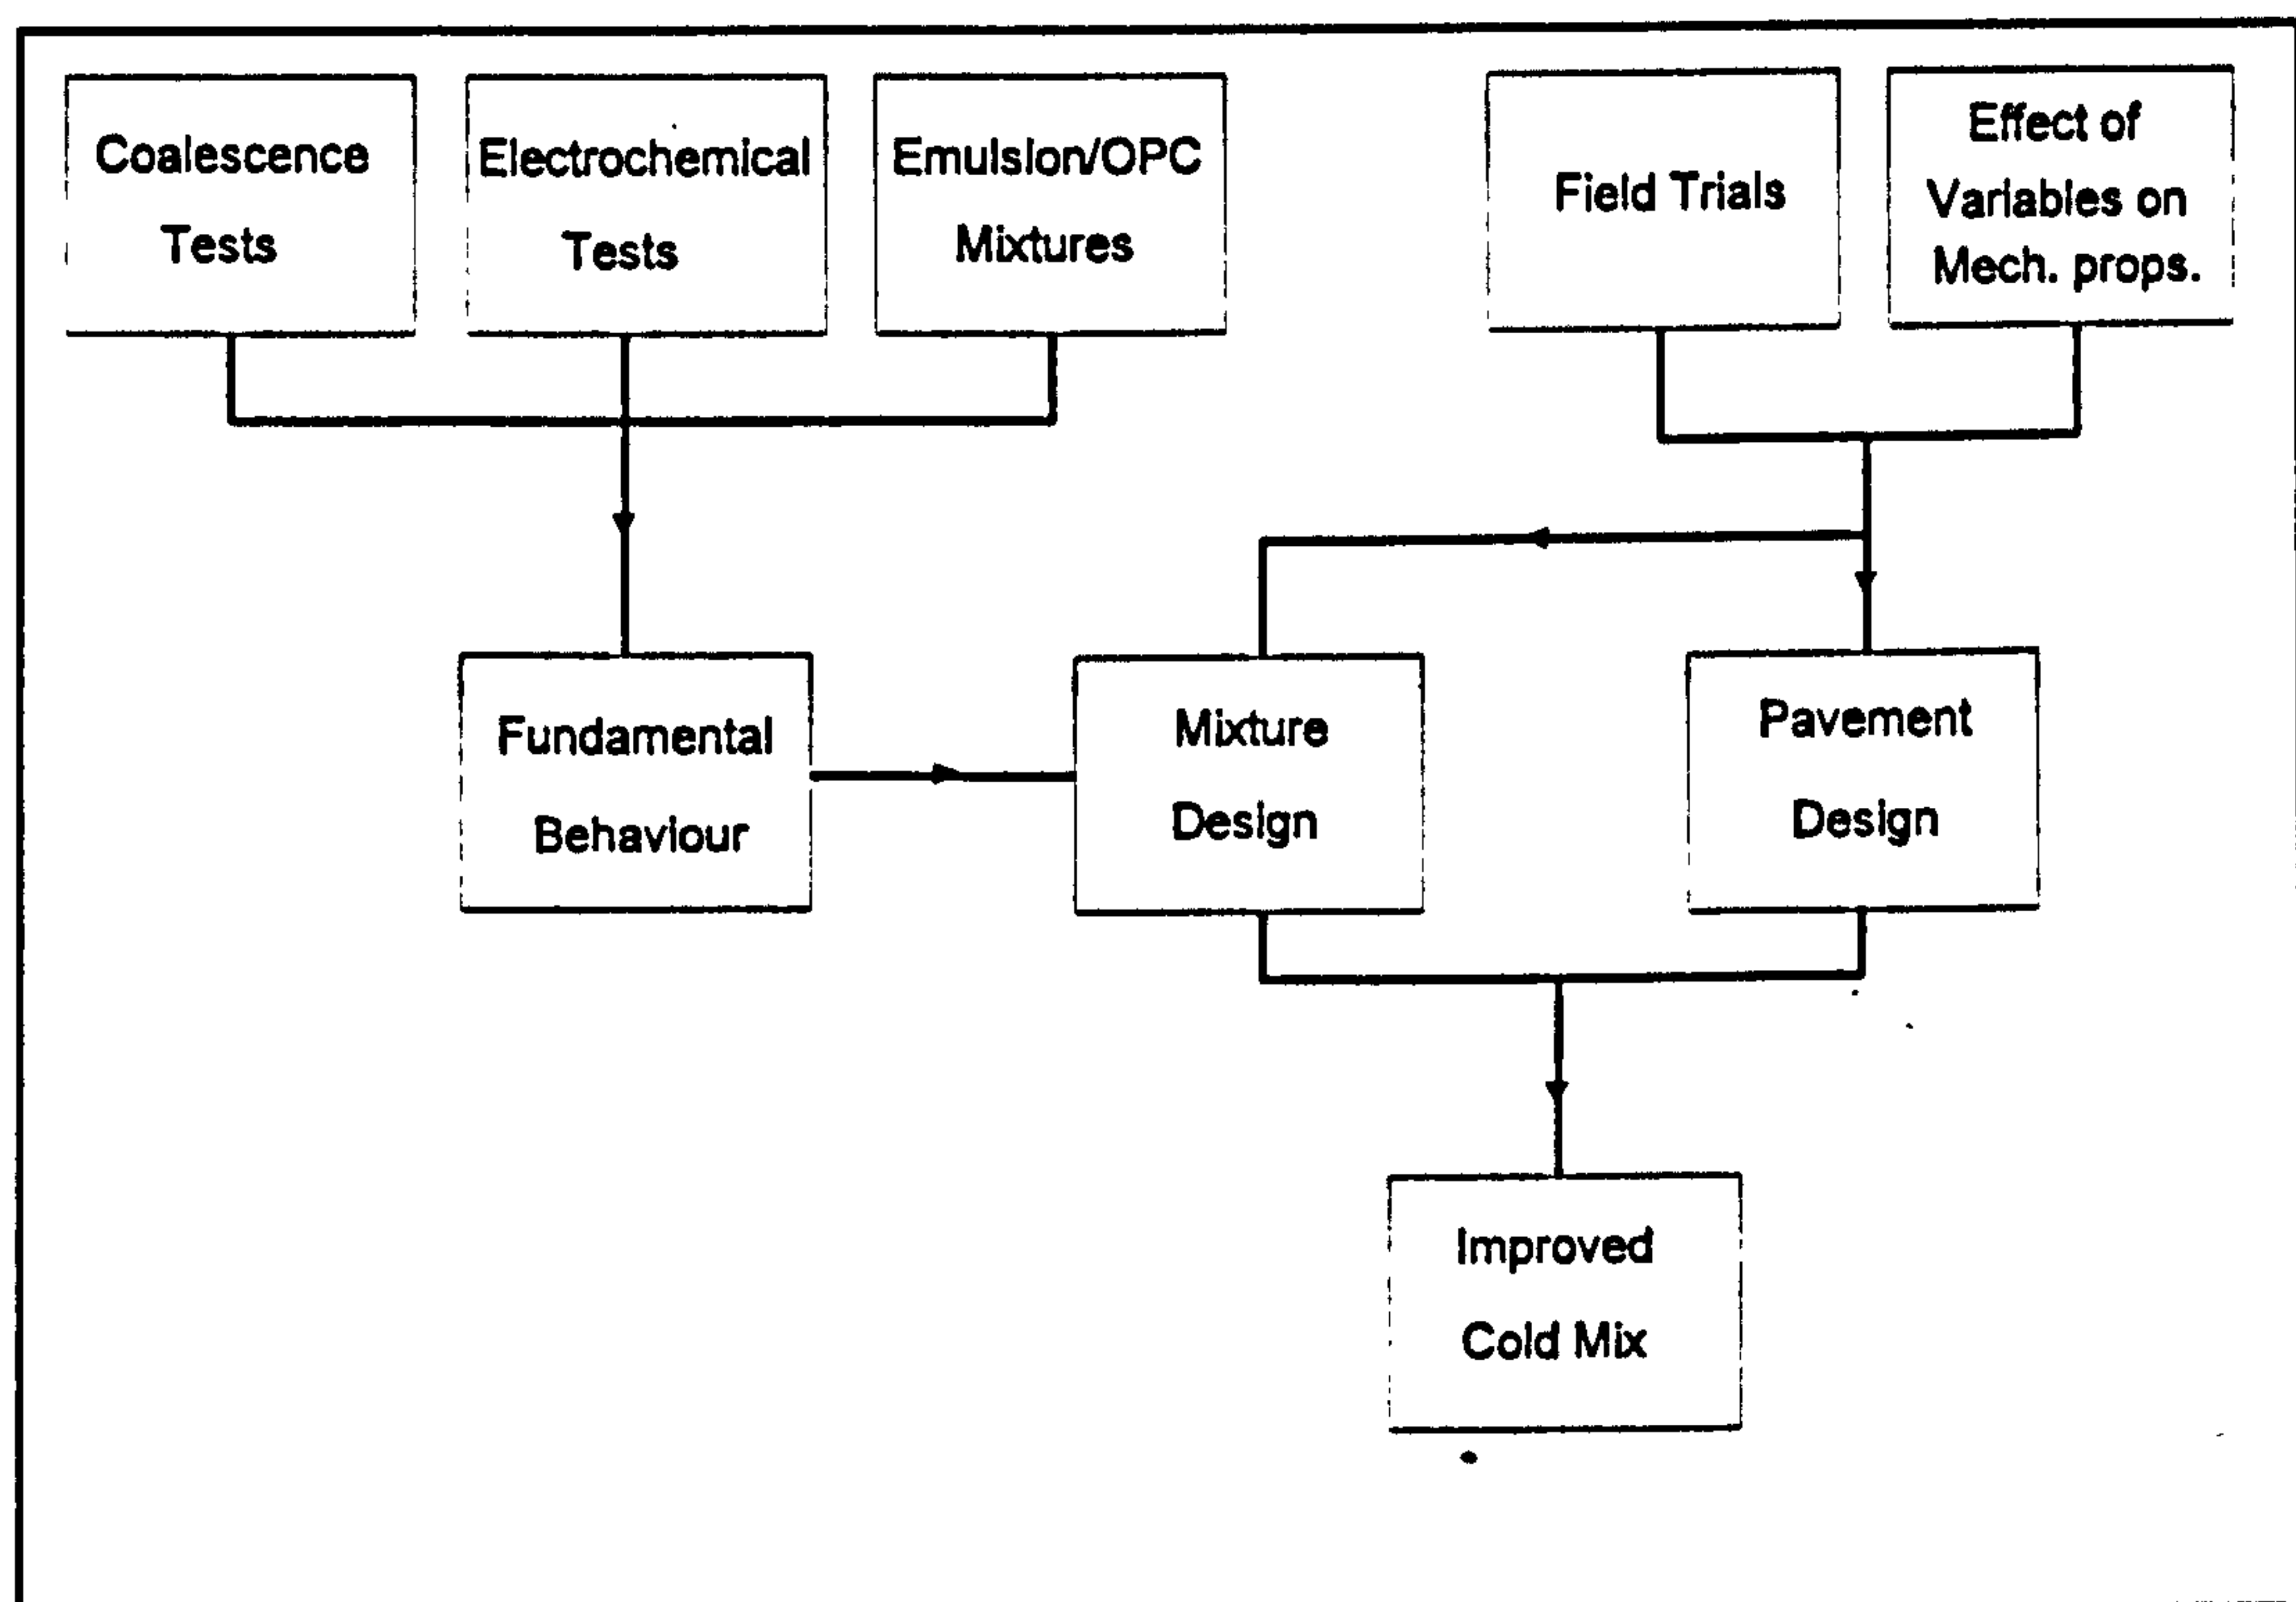 Coalescence
Tests
Electrochemical
Tests
Emulsion/OPC
Mixtures
Field Trials
Effect of
Variables on
Mech. props.
Fundamental
Behaviour
Mixture
Design
Pavement
Design
Improved
Cold Mix